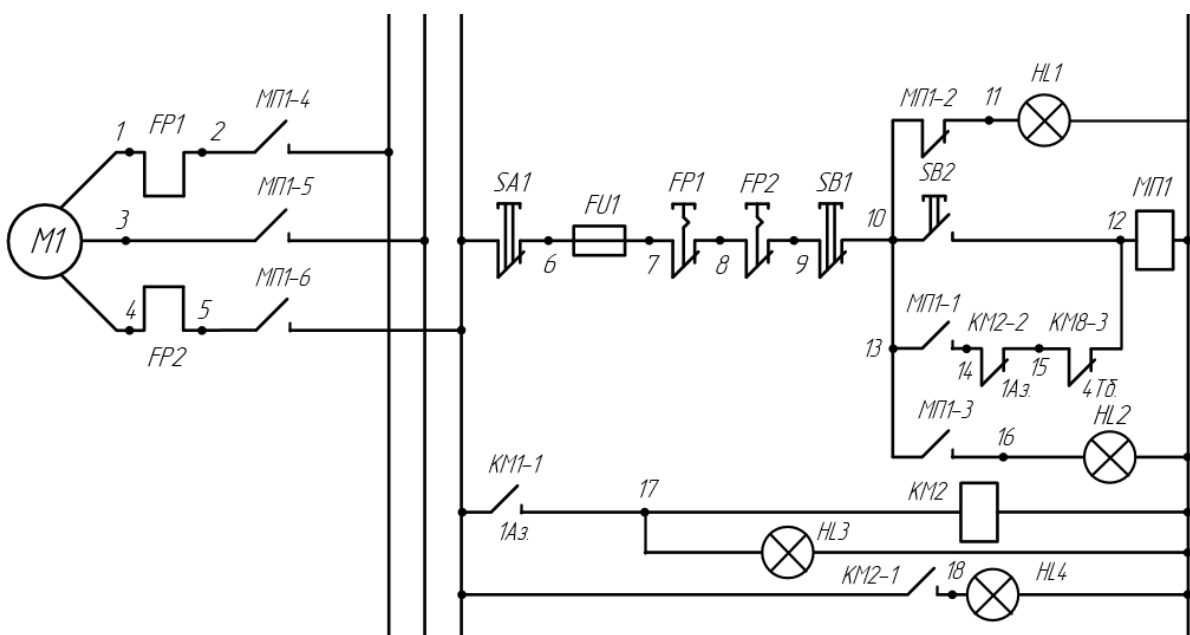 МП1-2
11
HL1
МП1-4
1
FP1
2
SB2
МП1
МП1-5
SA1
FP1
FP2
SB1
FU1
3
10
12
М1
6
7
8
9
МП1-6
4
5
FP2
МП1-1
КМ2-2
КМ8-3
13
14
15
1Аз.
4Тб.
МП1-3
16
HL2
КМ1-1
17
КМ2
1Аз.
HL3
КМ2-1
18
HL4